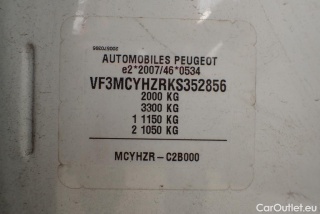 AUTOMOBILES PEUGEOT
e2*2007/46*0534
VF3MCYHZRKS352856
2000 KG
3300 KG
1 1150 KG
2 1050 KG
MCYHZR-C2B000
CarOutlet.eu